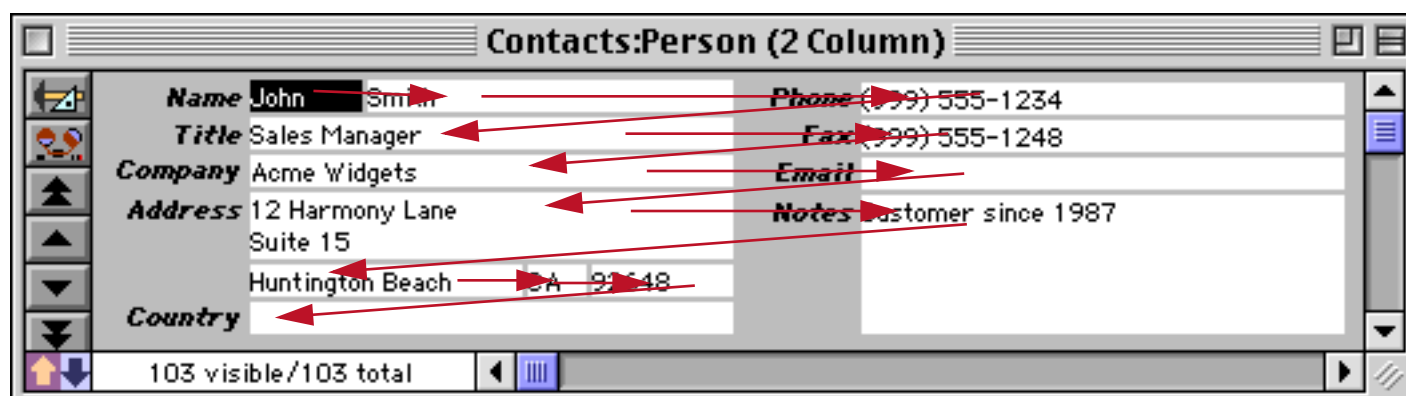 Contacts:Person (2 Column)
Name John Smith Phone (999) 555-1234
Title Sales Manager Fax (999) 555-1248
Company Acme Widgets Email
Address 12 Harmony Lane Notes Customer since 1987
Suite 15
Huntington Beach CA 92648
Country
103 visible/103 total